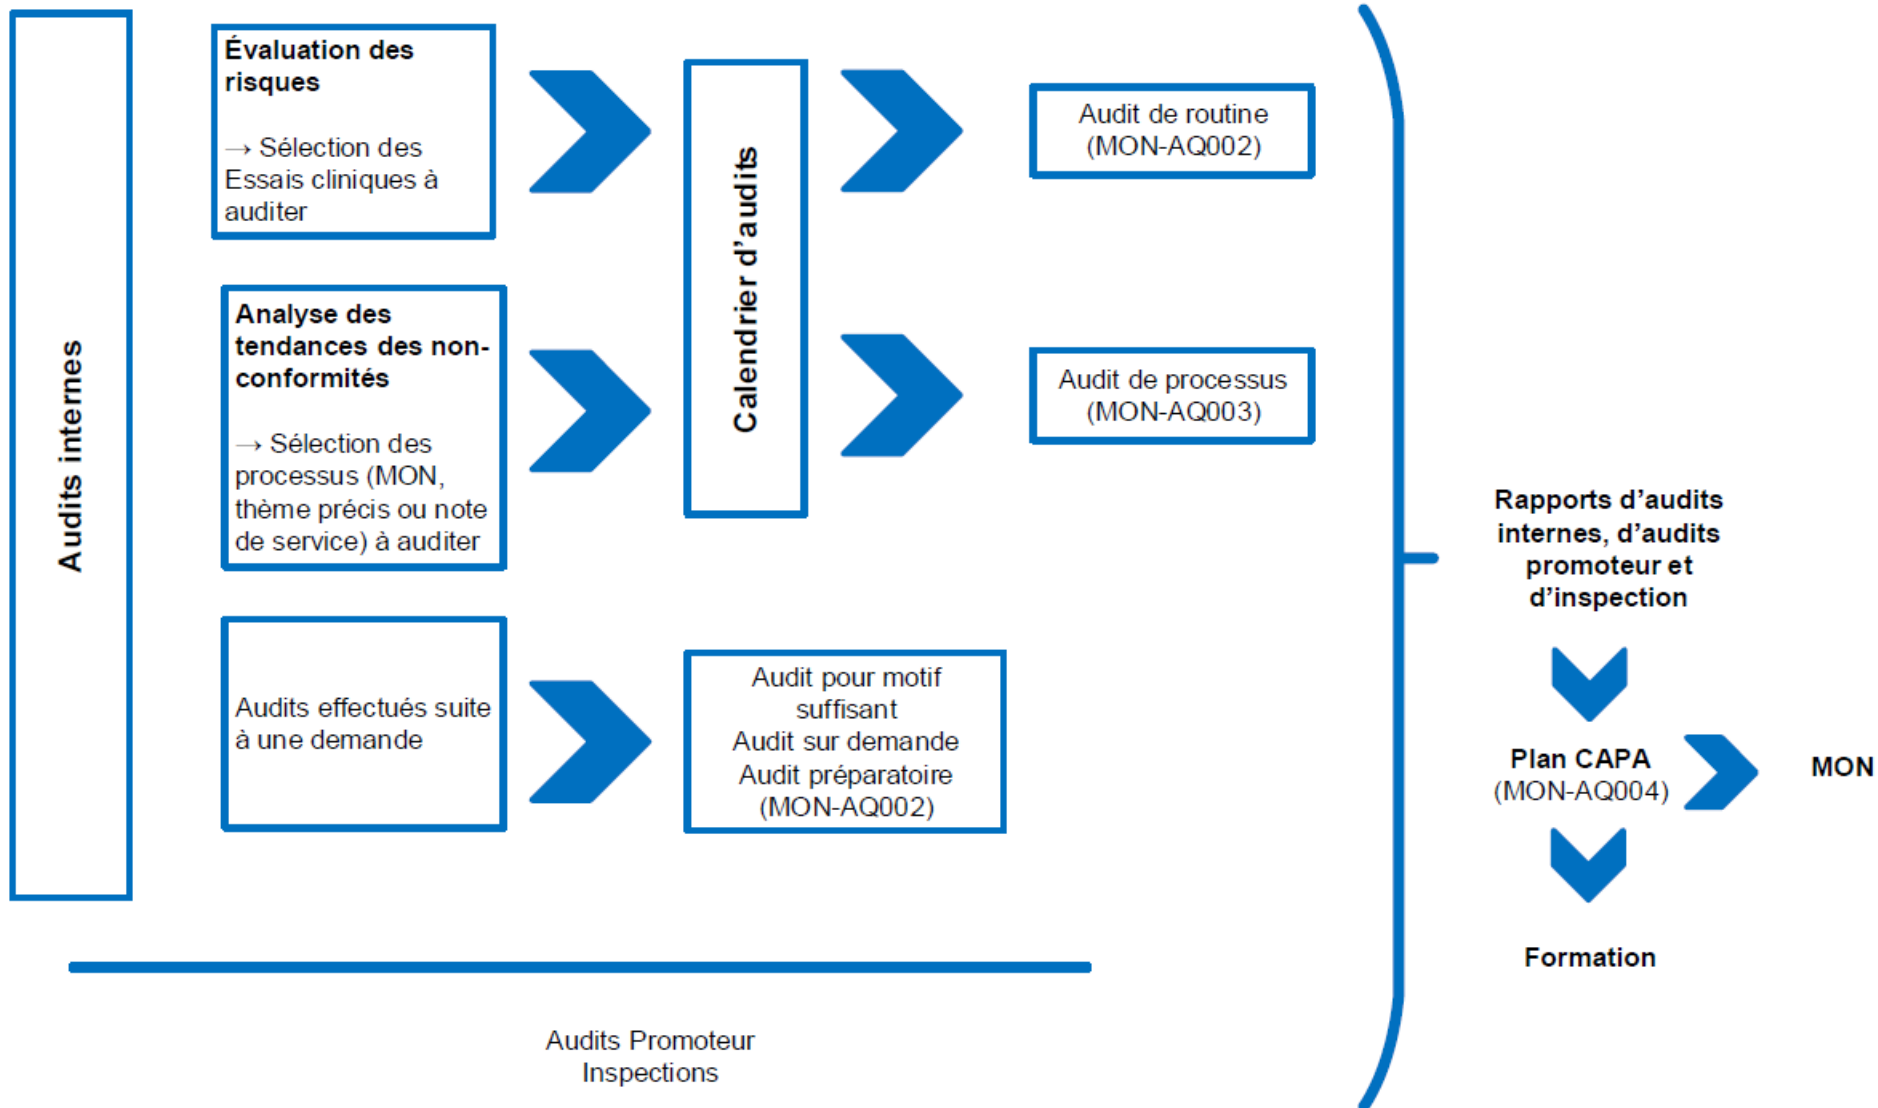 Audits internes
Évaluation des
risques
→ Sélection des
Essais cliniques à
auditer
Analyse des
tendances des non-
conformités
→ Sélection des
processus (MON,
thème précis ou note
de service) à auditer
Audits effectués suite
à une demande
Calendrier d’audits
Audit de routine
(MON-AQ002)
Audit de processus
(MON-AQ003)
Audit pour motif
suffisant
Audit sur demande
Audit préparatoire
(MON-AQ002)
Audits Promoteur
Inspections
Rapports d’audits
internes, d’audits
promoteur et
d’inspection
Plan CAPA
(MON-AQ004)
MON
Formation